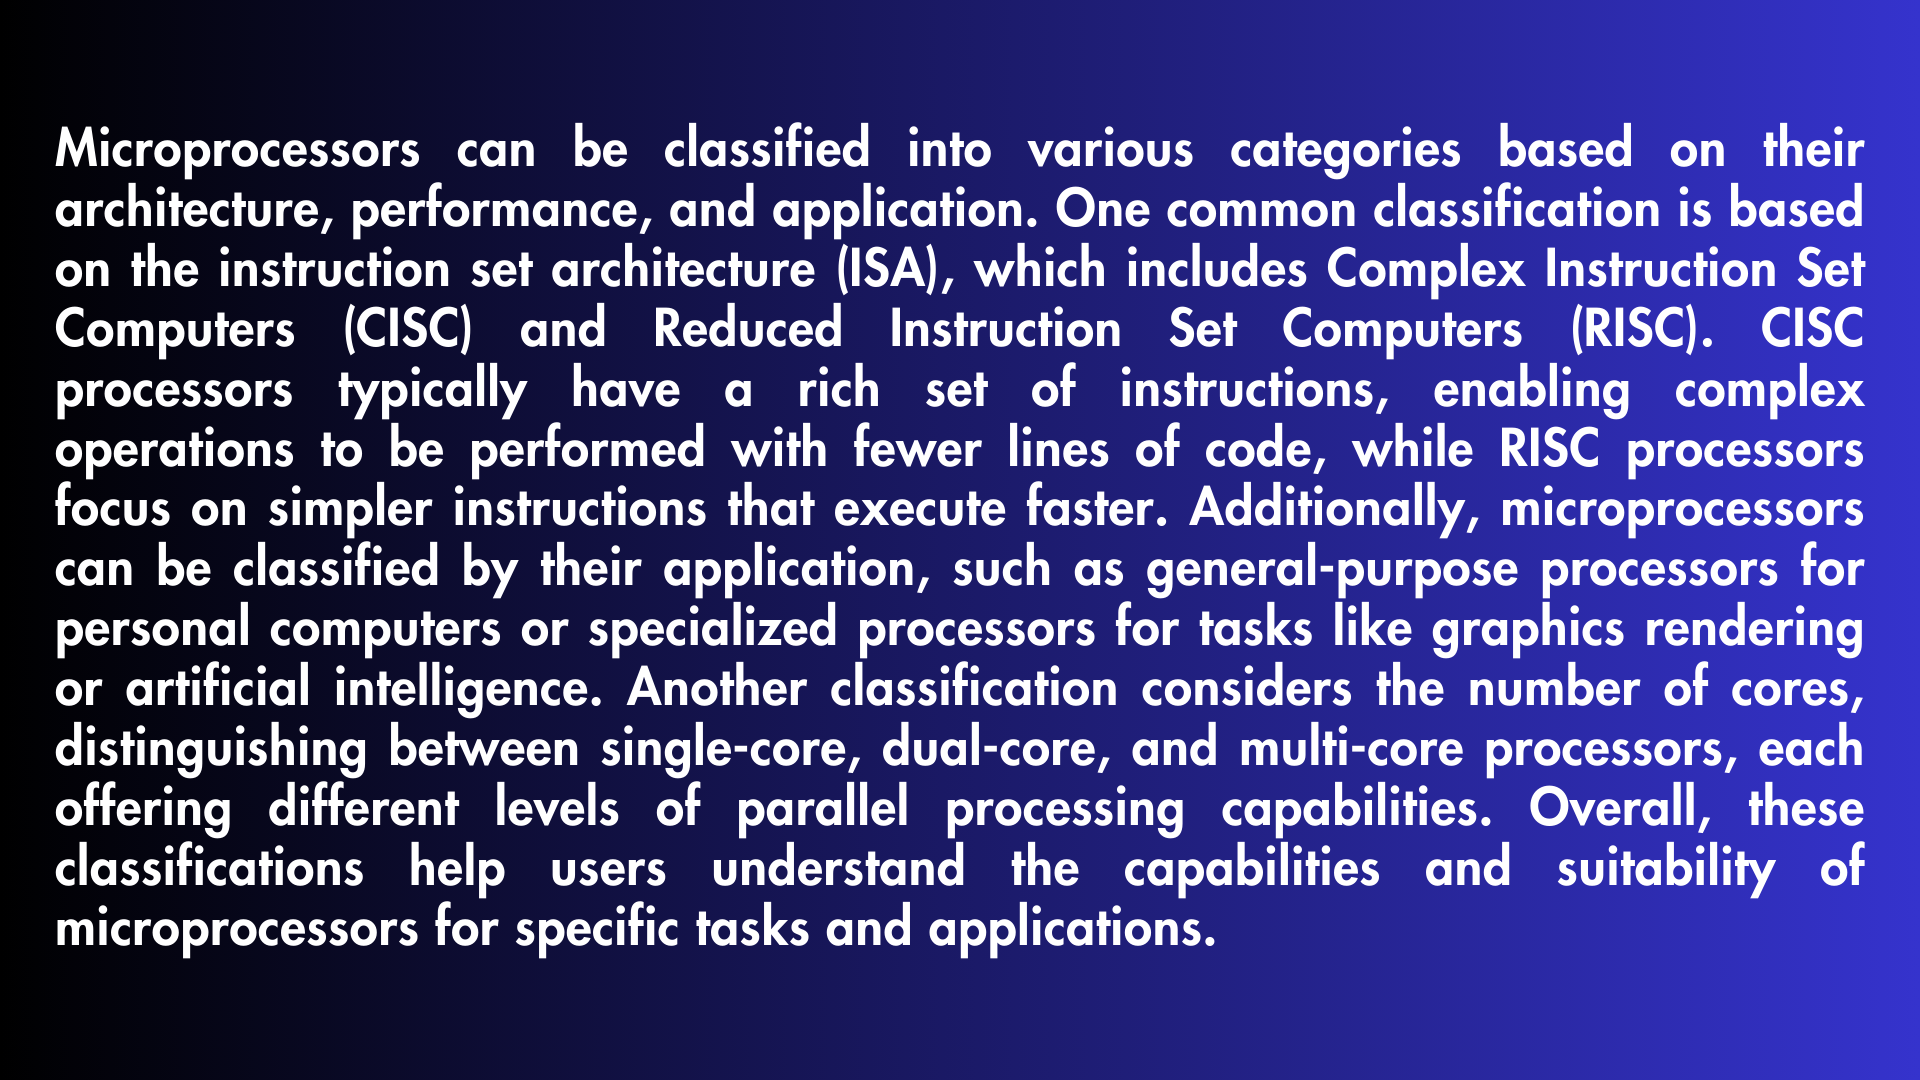 Microprocessors can be classified into various categories based on their
architecture, performance, and application. One common classification is based
on the instruction set architecture (ISA), which includes Complex Instruction Set
Computers (CISC) and Reduced Instruction Set Computers (RISC). CISC
processors typically have a rich set of instructions, enabling complex
operations to be performed with fewer lines of code, while RISC processors
focus on simpler instructions that execute faster. Additionally, microprocessors
can be classified by their application, such as general-purpose processors for
personal computers or specialized processors for tasks like graphics rendering
or artificial intelligence. Another classification considers the number of cores,
distinguishing between single-core, dual-core, and multi-core processors, each
offering different levels of parallel processing capabilities. Overall, these
classifications help users understand the capabilities and suitability of
microprocessors for specific tasks and applications.